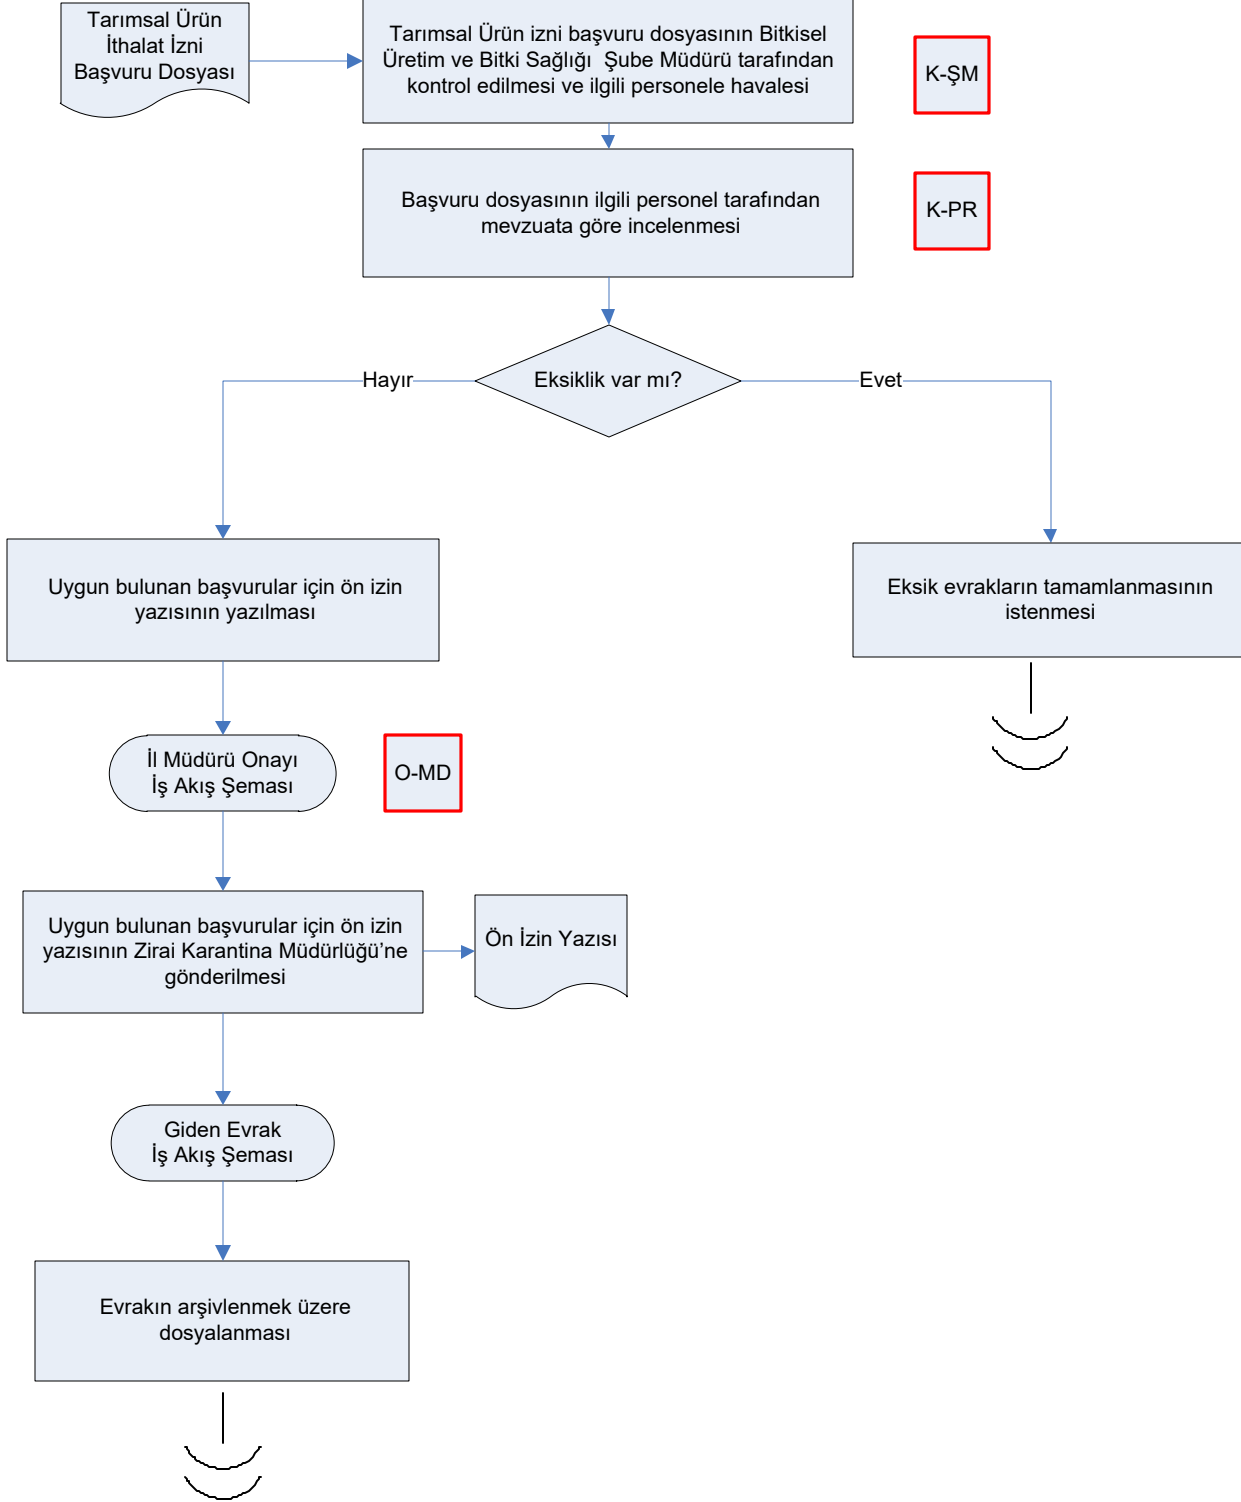 Tarımsal Ürün
İthalat İzni
Başvuru Dosyası
Tarımsal Ürün izni başvuru dosyasının Bitkisel
Üretim ve Bitki Sağlığı Şube Müdürü tarafından
kontrol edilmesi ve ilgili personele havalesi
K-ŞM
Başvuru dosyasının ilgili personel tarafından
mevzuata göre incelenmesi
K-PR
Hayır
Eksiklik var mı?
Evet
Uygun bulunan başvurular için ön izin
yazısının yazılması
Eksik evrakların tamamlanmasının
istenmesi
İl Müdürü Onayı
İş Akış Şeması
O-MD
Uygun bulunan başvurular için ön izin
yazısının Zirai Karantina Müdürlüğü’ne
gönderilmesi
Ön İzin Yazısı
Giden Evrak
İş Akış Şeması
Evrakın arşivlenmek üzere
dosyalanması